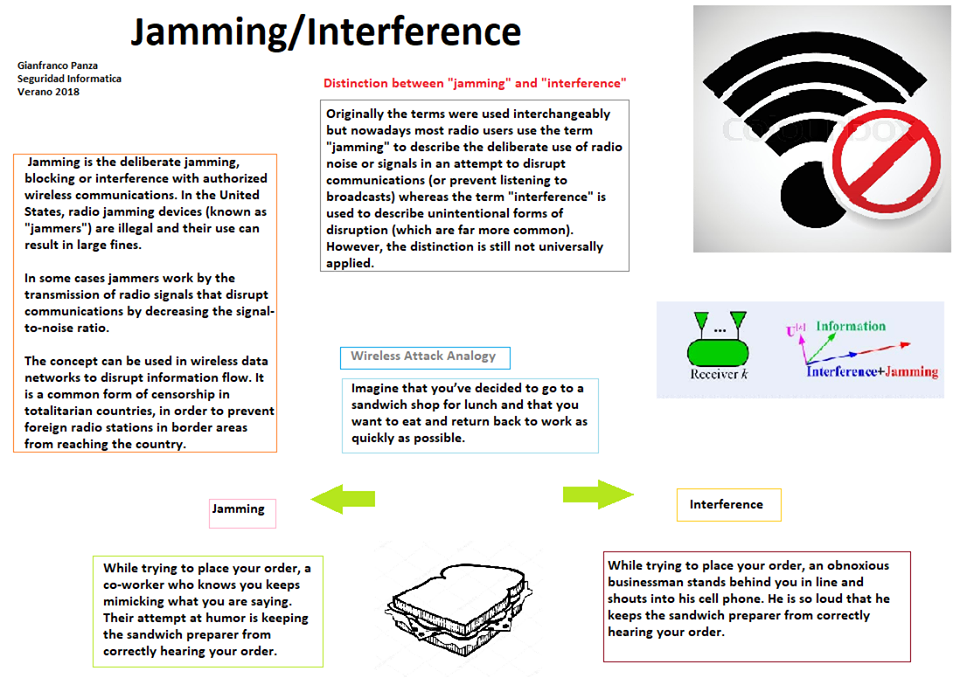 Jamming/Interference
Gianfranco Panza
Seguridad Informatica
Verano 2018
Distinction between "jamming" and "interference"
Originally the terms were used interchangeably
but nowadays most radio users use the term
"jamming" to describe the deliberate use of radio
noise or signals in an attempt to disrupt
communications (or prevent listening to
broadcasts) whereas the term "interference" is
used to describe unintentional forms of
disruption (which are far more common).
However, the distinction is still not universally
applied.
Jamming is the deliberate jamming,
blocking or interference with authorized
wireless communications. In the United
States, radio jamming devices (known as
"jammers") are illegal and their use can
result in large fines.
In some cases jammers work by the
transmission of radio signals that disrupt
communications by decreasing the signal-
to-noise ratio.
The concept can be used in wireless data
networks to disrupt information flow. It
is a common form of censorship in
totalitarian countries, in order to prevent
foreign radio stations in border areas
from reaching the country.
...
Receiver k
Information
Interference+Jamming
Wireless Attack Analogy
Imagine that you’ve decided to go to a
sandwich shop for lunch and that you
want to eat and return back to work as
quickly as possible.
Jamming
Interference
While trying to place your order, a
co-worker who knows you keeps
mimicking what you are saying.
Their attempt at humor is keeping
the sandwich preparer from
correctly hearing your order.
While trying to place your order, an obnoxious
businessman stands behind you in line and
shouts into his cell phone. He is so loud that he
keeps the sandwich preparer from correctly
hearing your order.